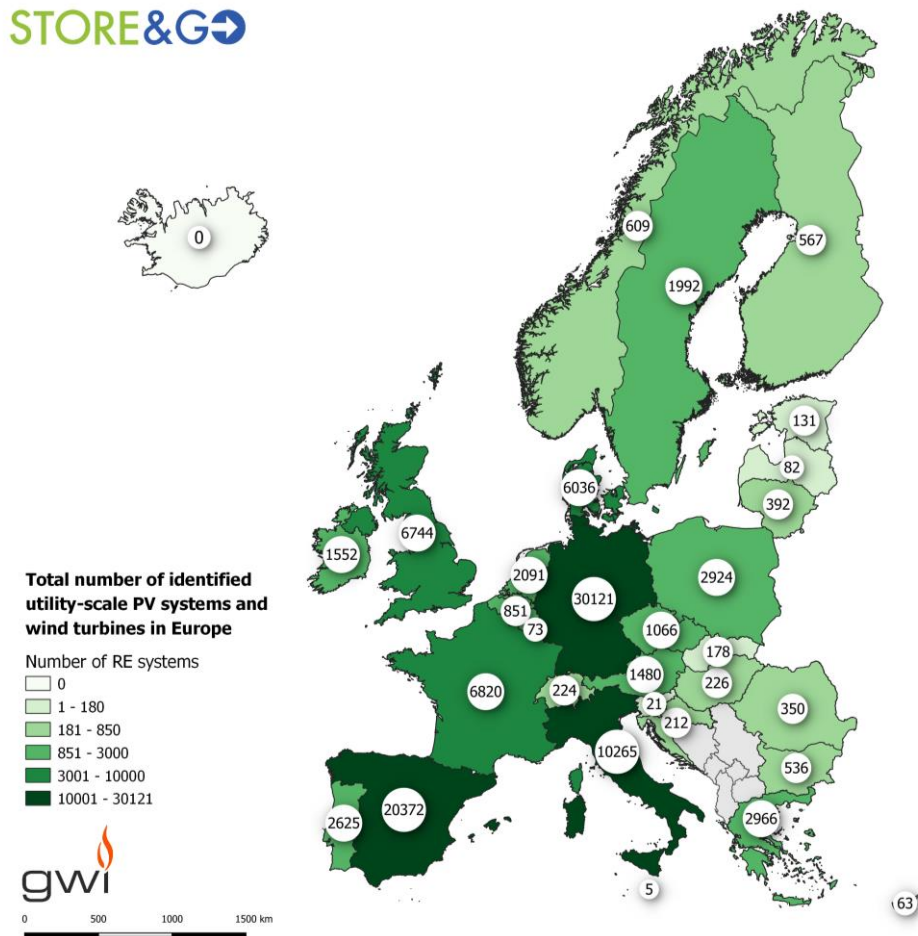 STORE&GO
0
609
567
1992
131
82
392
6036
6744
1552
2091
30121
2924
851
73
1066
178
1480
226
6820
224
21
212
350
10265
536
20372
2625
2966
5
63
Total number of identified
utility-scale PV systems and
wind turbines in Europe
Number of RE systems
0
1 - 180
181 - 850
851 - 3000
3001 - 10000
10001 - 30121
gwi
0 500 1000 1500 km